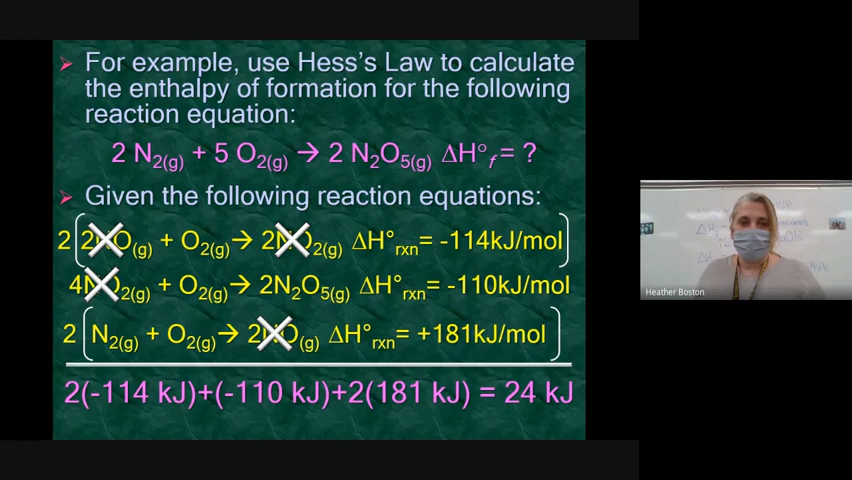 For example, use Hess's Law to calculate
the enthalpy of formation for the following
reaction equation:
2 N2(g) + 5 O2(g) → 2 N2O5(g) ΔH°f = ?
Given the following reaction equations:
2 [2NO(g) + O2(g) → 2NO2(g) ΔH°rxn= -114kJ/mol]
4NO2(g) + O2(g) → 2N2O5(g) ΔH°rxn= -110kJ/mol
2 [N2(g) + O2(g) → 2NO(g) ΔH°rxn= +181kJ/mol]
2(-114 kJ)+(-110 kJ)+2(181 kJ) = 24 kJ
Heather Boston